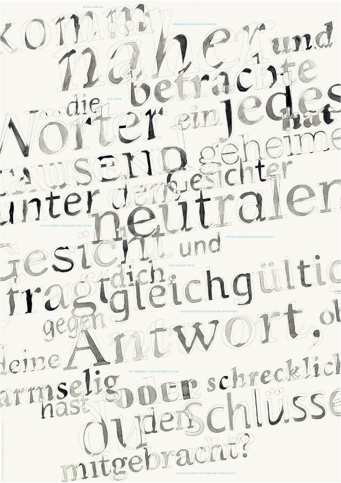 komm
näher und
betrachte
die
Wörter ein jedes
hat
tausend geheime
unter dem Gesichter
neutralen
Gesicht und
dich
fragt gleichgültig
gegen
Antwort, ob
deine
armselig oder schrecklich
hast
du den Schlüssel
mitgebracht?